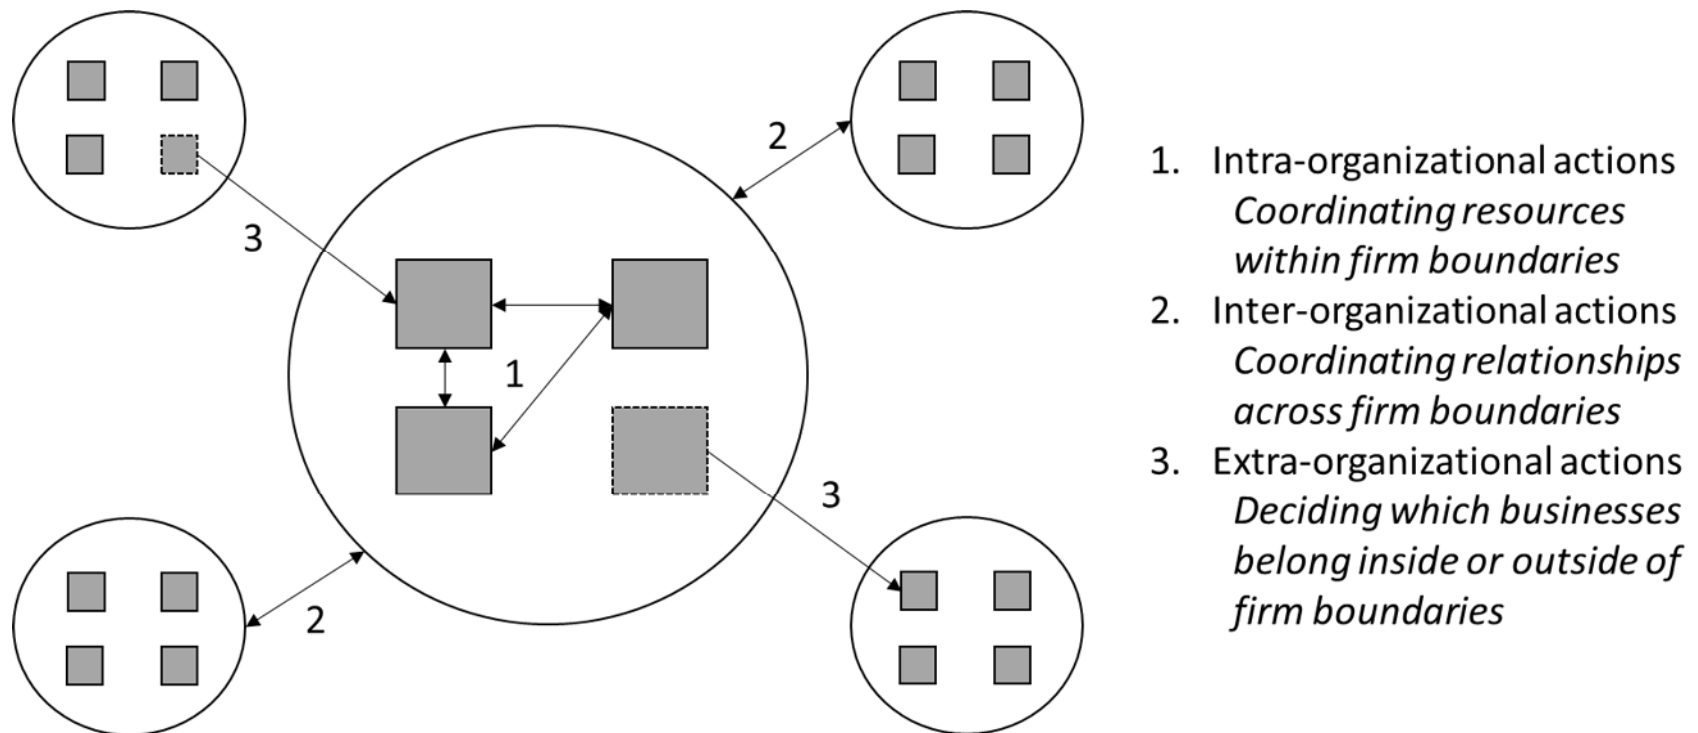 2
3
1
3
2
1. Intra-organizational actions
Coordinating resources
within firm boundaries
2. Inter-organizational actions
Coordinating relationships
across firm boundaries
3. Extra-organizational actions
Deciding which businesses
belong inside or outside of
firm boundaries